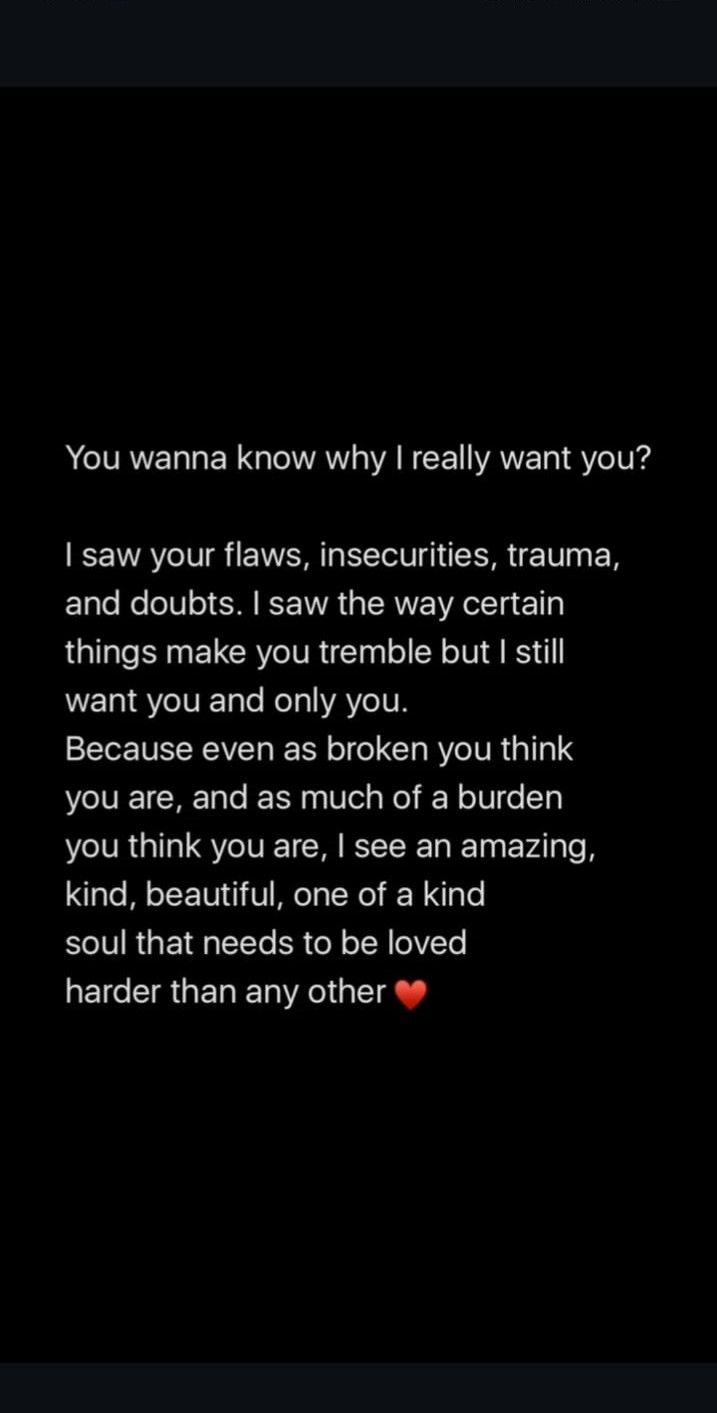 You wanna know why I really want you?
I saw your flaws, insecurities, trauma,
and doubts. I saw the way certain
things make you tremble but I still
want you and only you.
Because even as broken you think
you are, and as much of a burden
you think you are, I see an amazing,
kind, beautiful, one of a kind
soul that needs to be loved
harder than any other ♥️